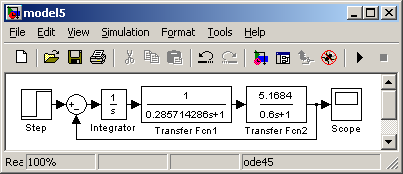 model5
File Edit View Simulation Format Tools Help
1
s
1
0.285714286s+1
5.1684
0.6s+1
Step
Integrator
Transfer Fcn1
Transfer Fcn2
Scope
Rea 100% ode45